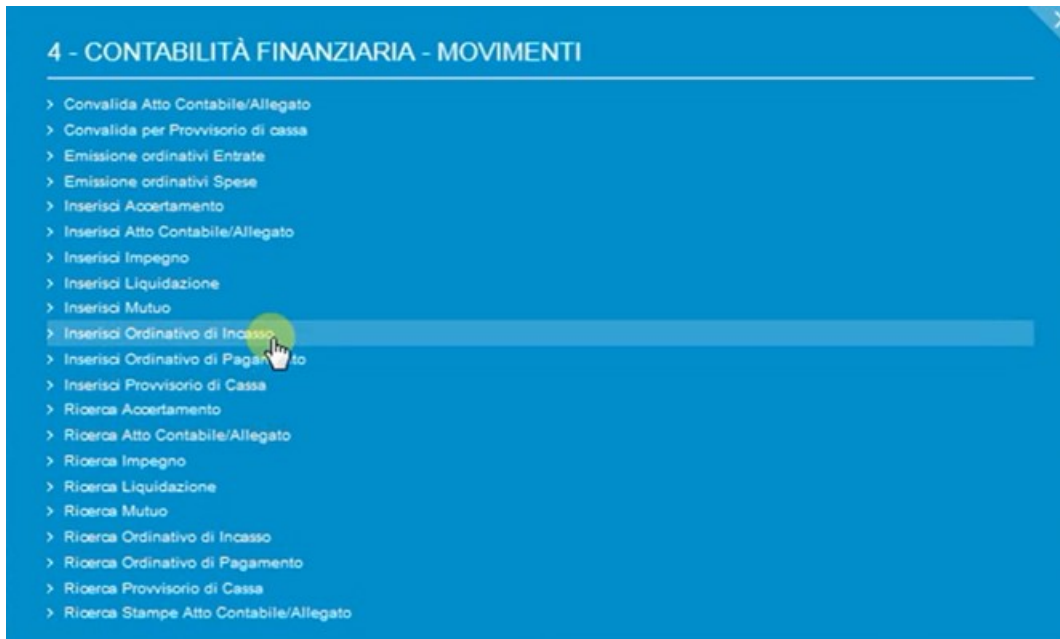 4 - CONTABILITÀ FINANZIARIA - MOVIMENTI
> Convalida Atto Contabile/Allegato
> Convalida per Provvisorio di cassa
> Emissione ordinativi Entrate
> Emissione ordinativi Spese
> Inserisci Accertamento
> Inserisci Atto Contabile/Allegato
> Inserisci Impegno
> Inserisci Liquidazione
> Inserisci Mutuo
> Inserisci Ordinativo di Incasso
> Inserisci Ordinativo di Pagamento
> Inserisci Provvisorio di Cassa
> Ricerca Accertamento
> Ricerca Atto Contabile/Allegato
> Ricerca Impegno
> Ricerca Liquidazione
> Ricerca Mutuo
> Ricerca Ordinativo di Incasso
> Ricerca Ordinativo di Pagamento
> Ricerca Provvisorio di Cassa
> Ricerca Stampe Atto Contabile/Allegato